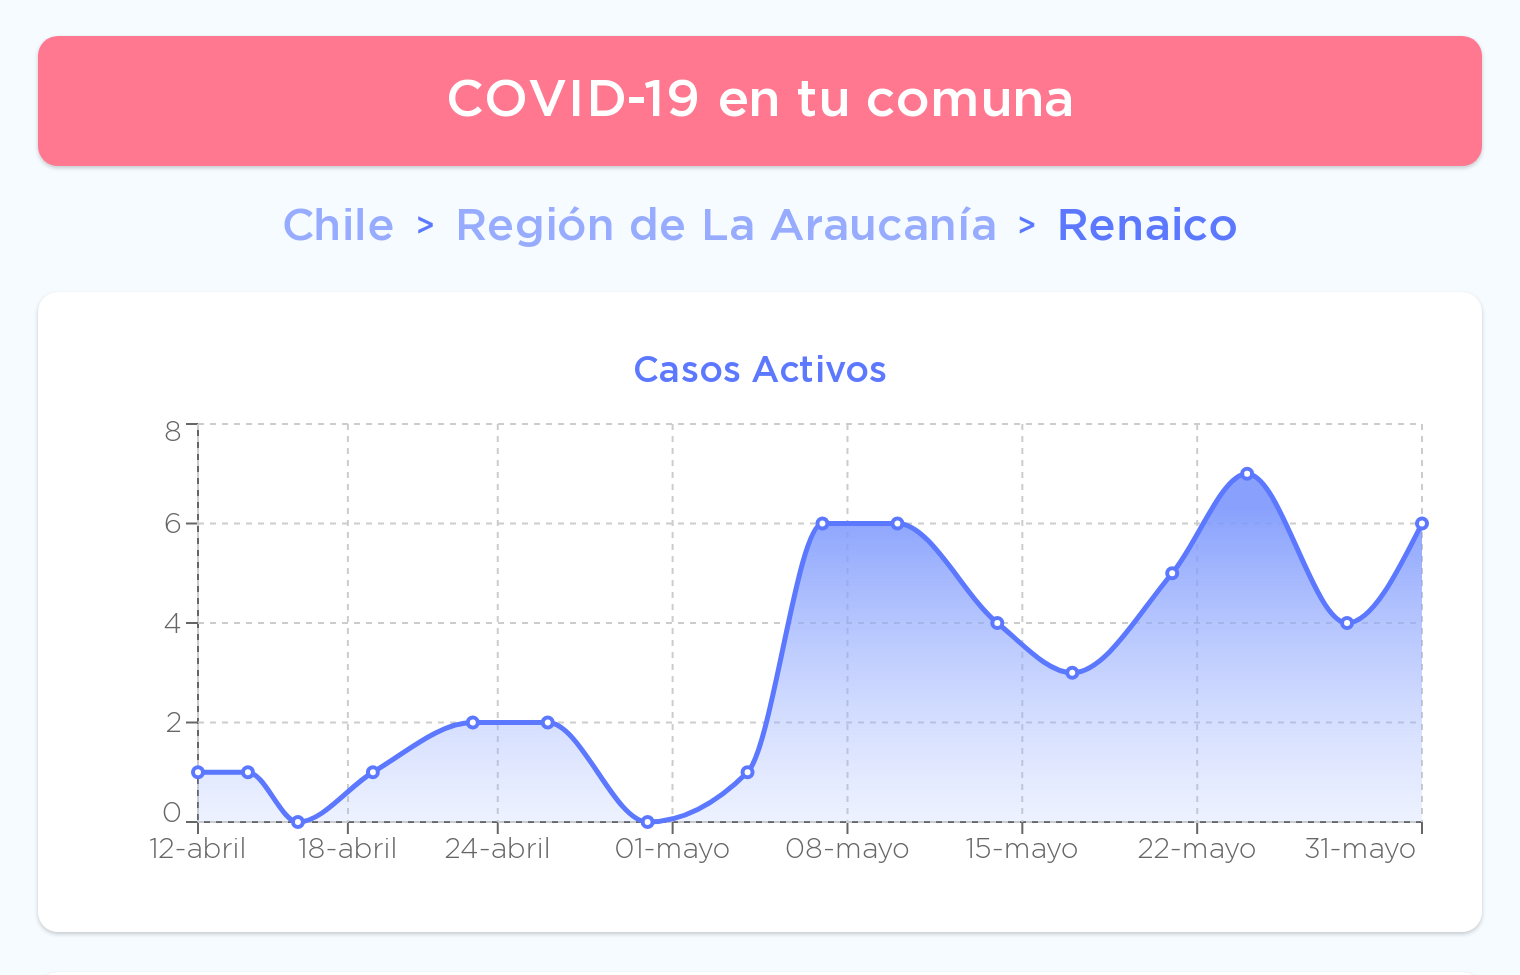 COVID-19 en tu comuna
Chile > Región de La Araucanía > Renaico
Casos Activos
8
6
4
2
0
12-abril 18-abril 24-abril 01-mayo 08-mayo 15-mayo 22-mayo 31-mayo